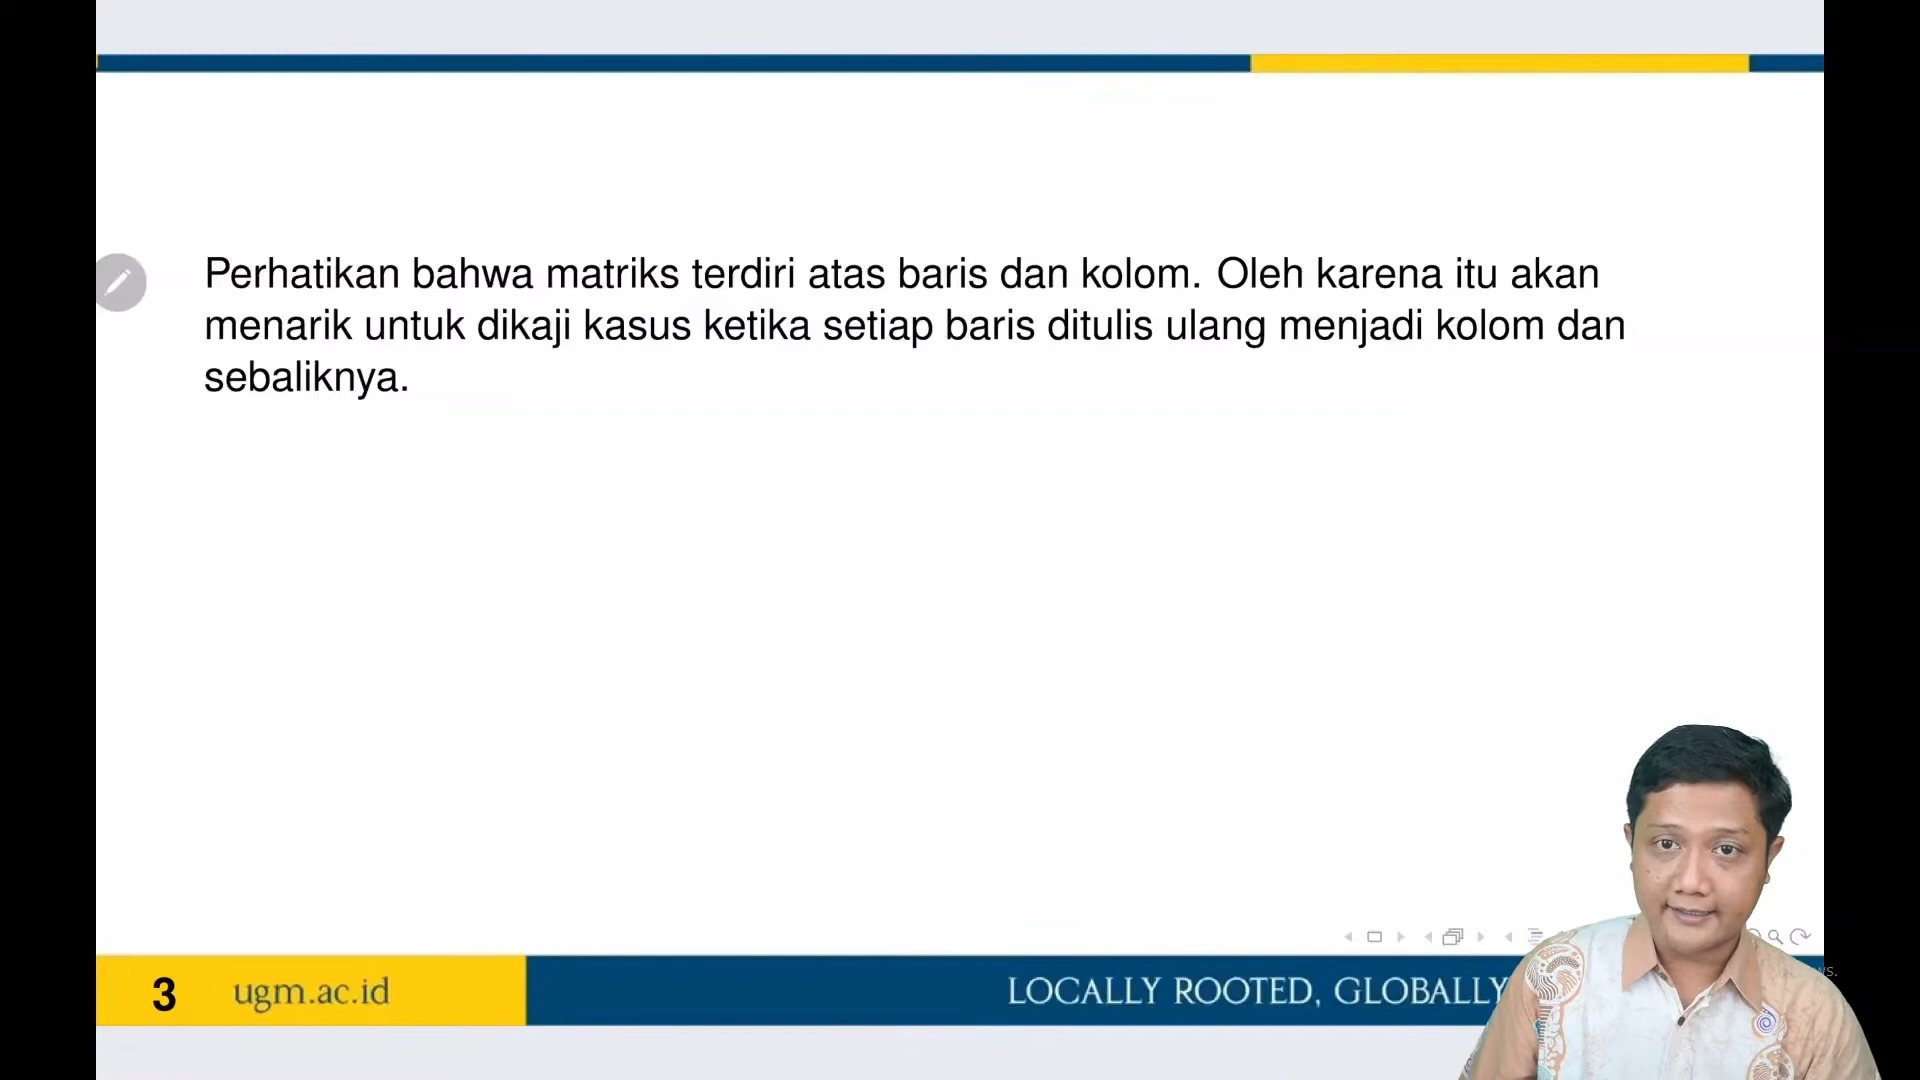 Perhatikan bahwa matriks terdiri atas baris dan kolom. Oleh karena itu akan
menarik untuk dikaji kasus ketika setiap baris ditulis ulang menjadi kolom dan
sebaliknya.
3
ugm.ac.id
LOCALLY ROOTED, GLOBALLY